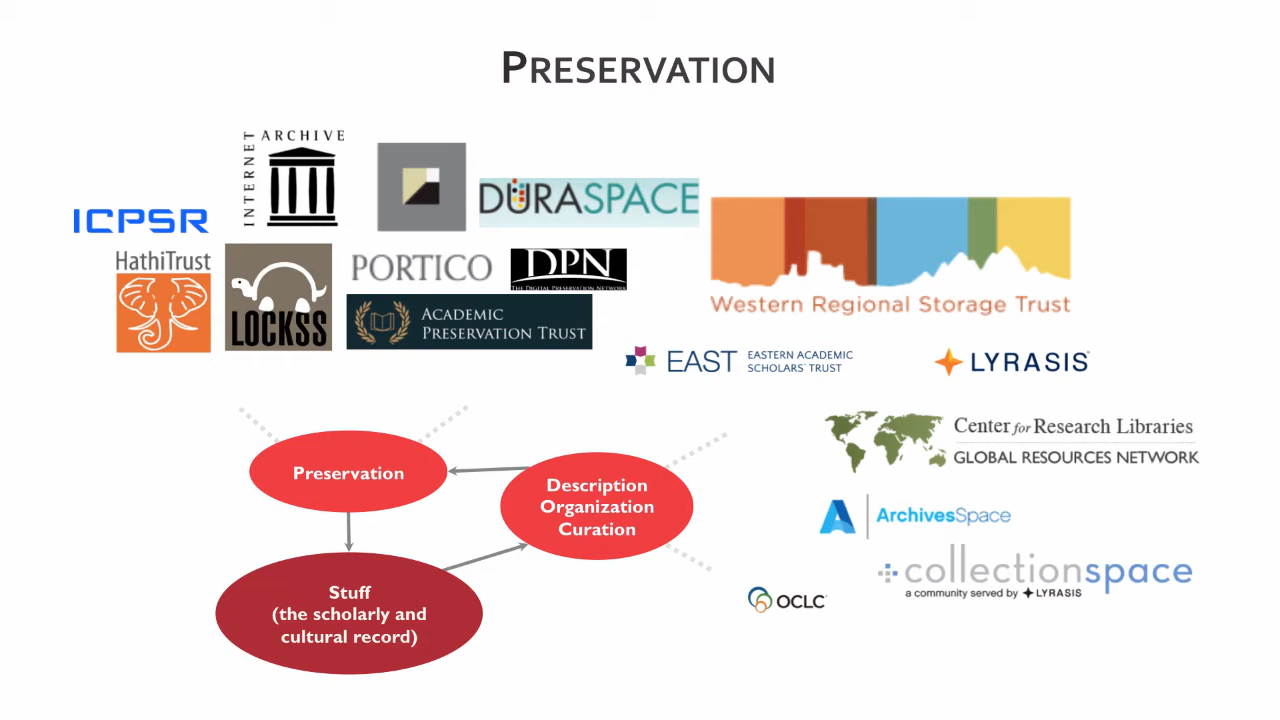 PRESERVATION
INTERNET
ARCHIVE
DURASPACE
ICPSR
HathiTrust
LOCKSS
PORTICO
DPN
THE DIGITAL PRESERVATION NETWORK
ACADEMIC
PRESERVATION TRUST
Western Regional Storage Trust
EAST
EASTERN ACADEMIC
SCHOLARS' TRUST
LYRASIS
Center for Research Libraries
GLOBAL RESOURCES NETWORK
ArchivesSpace
collectionspace
a community served by LYRASIS
OCLC
Preservation
Description
Organization
Curation
Stuff
(the scholarly and
cultural record)